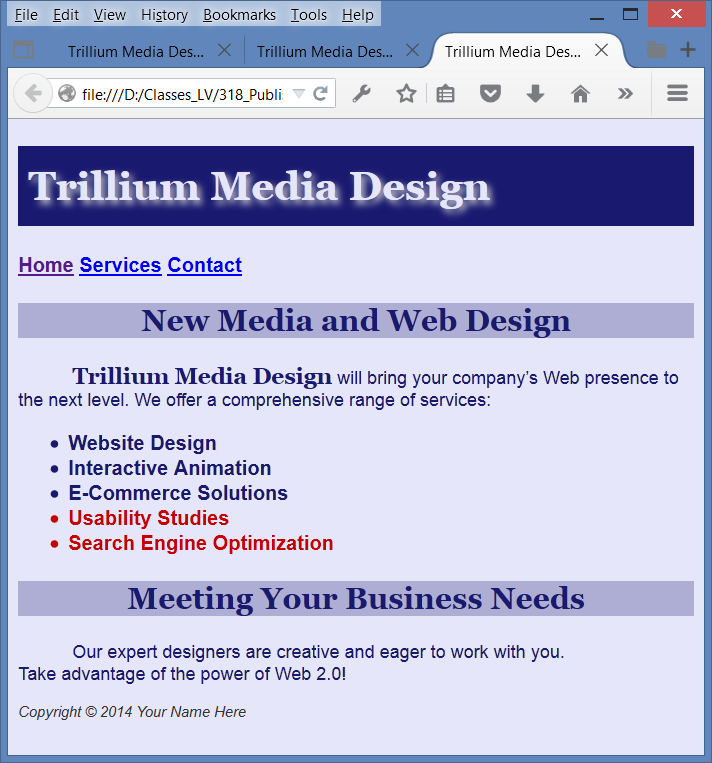 File Edit View History Bookmarks Tools Help
Trillium Media Des... Trillium Media Des... Trillium Media Des...
file:///D:/Classes_LV/318_Publi
Trillium Media Design
Home Services Contact
New Media and Web Design
Trillium Media Design will bring your company’s Web presence to
the next level. We offer a comprehensive range of services:
• Website Design
• Interactive Animation
• E-Commerce Solutions
• Usability Studies
• Search Engine Optimization
Meeting Your Business Needs
Our expert designers are creative and eager to work with you.
Take advantage of the power of Web 2.0!
Copyright © 2014 Your Name Here